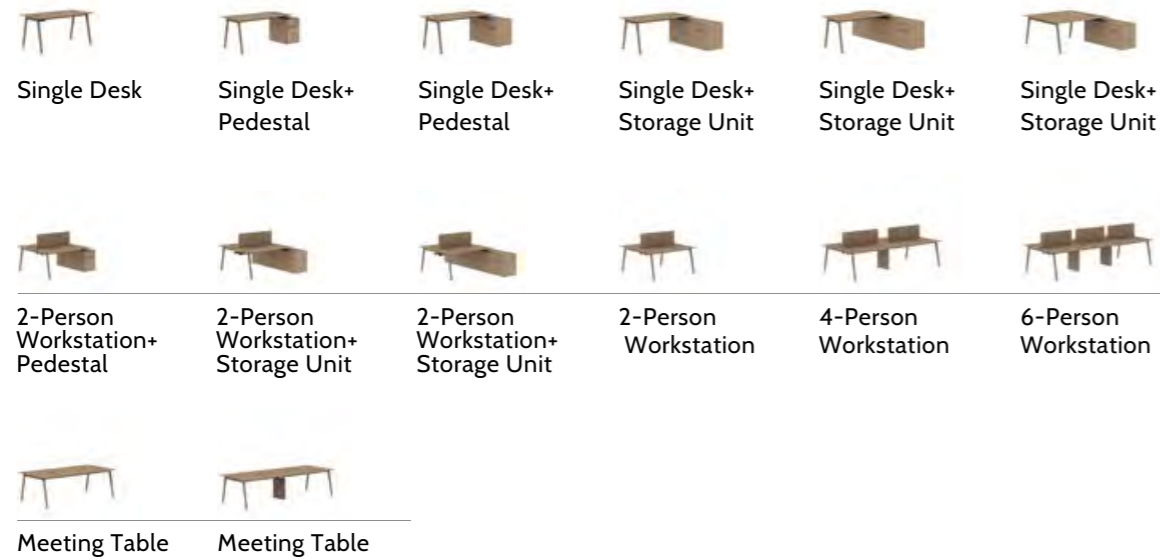 Single Desk
Single Desk+
Pedestal
Single Desk+
Pedestal
Single Desk+
Storage Unit
Single Desk+
Storage Unit
Single Desk+
Storage Unit
2-Person
Workstation+
Pedestal
2-Person
Workstation+
Storage Unit
2-Person
Workstation+
Storage Unit
2-Person
Workstation
4-Person
Workstation
6-Person
Workstation
Meeting Table
Meeting Table